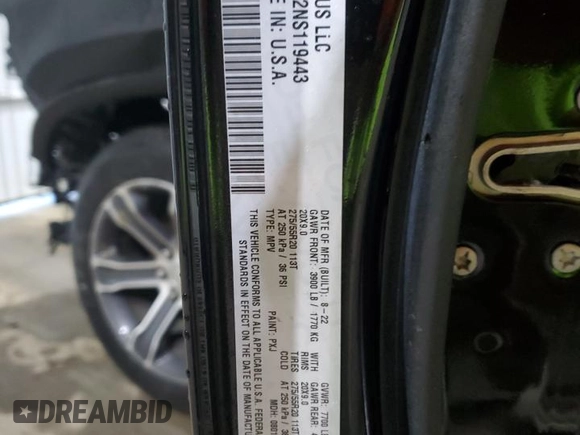 US LLC
2NS119443
E IN: U.S.A.
DATE OF MFR (BUILT): 8-22
GAWR FRONT: 3900 LB / 1770 KG WITH
20X9.0 RIMS
275/55R20 113T TIRES
AT 250 kPa / 36 PSI COLD
TYPE: MPV PAINT: PXJ
THIS VEHICLE CONFORMS TO ALL APPLICABLE U.S.A. FEDERA
STANDARDS IN EFFECT ON THE DATE OF
GVWR: 7700 L
GAWR REAR: 4
20X9.0
275/55R20 113T
AT 250 kPa / 36
MDH: 0801
DREAMBID